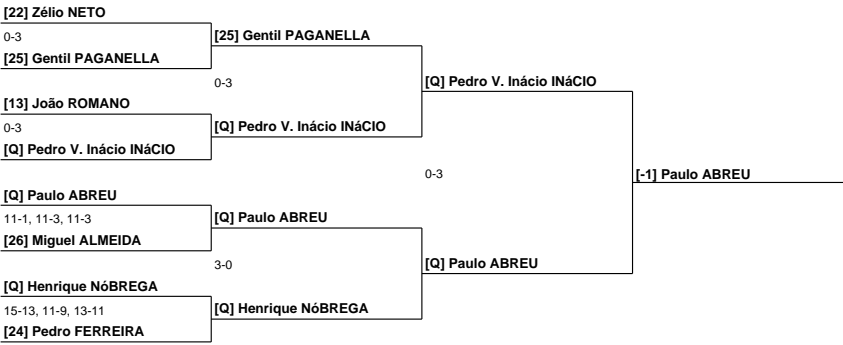 [22] Zélio NETO
0-3
[25] Gentil PAGANELLA
[25] Gentil PAGANELLA
0-3
[Q] Pedro V. Inácio INáCIO
[13] João ROMANO
0-3
[Q] Pedro V. Inácio INáCIO
[Q] Pedro V. Inácio INáCIO
0-3
[-1] Paulo ABREU
[Q] Paulo ABREU
11-1, 11-3, 11-3
[Q] Paulo ABREU
[26] Miguel ALMEIDA
3-0
[Q] Paulo ABREU
[Q] Henrique NóBREGA
15-13, 11-9, 13-11
[Q] Henrique NóBREGA
[24] Pedro FERREIRA